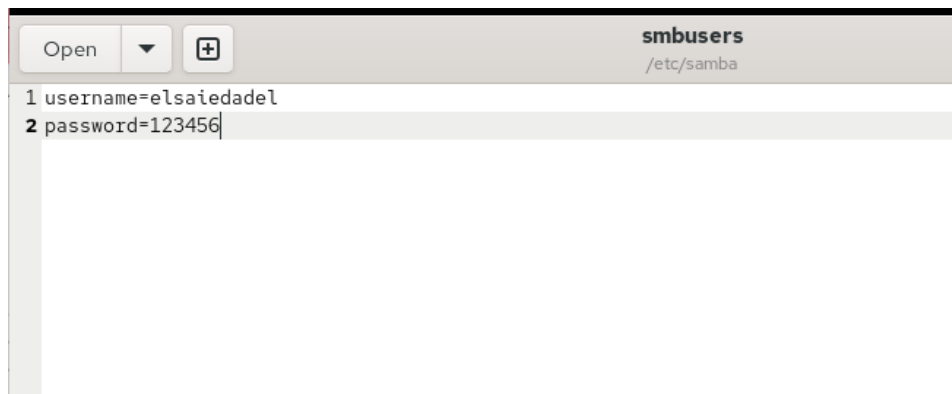 Open
smbusers
/etc/samba
1 username=elsaiedadel
2 password=123456